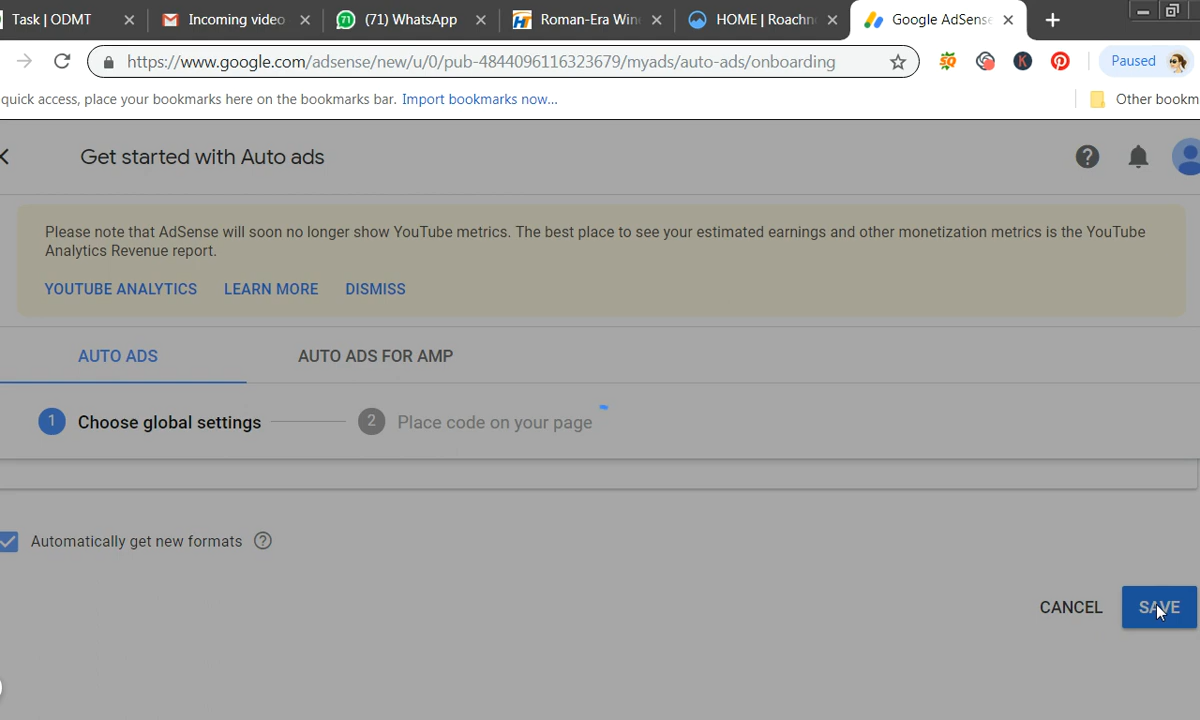 Task | ODMT
Incoming video
71 (71) WhatsApp
HT Roman-Era Win
HOME | Roachn
Google AdSense
https://www.google.com/adsense/new/u/0/pub-4844096116323679/myads/auto-ads/onboarding
SQ
K
Paused
quick access, place your bookmarks here on the bookmarks bar. Import bookmarks now...
Other bookm
Get started with Auto ads
Please note that AdSense will soon no longer show YouTube metrics. The best place to see your estimated earnings and other monetization metrics is the YouTube
Analytics Revenue report.
YOUTUBE ANALYTICS LEARN MORE DISMISS
AUTO ADS AUTO ADS FOR AMP
1 Choose global settings 2 Place code on your page
Automatically get new formats
CANCEL SAVE